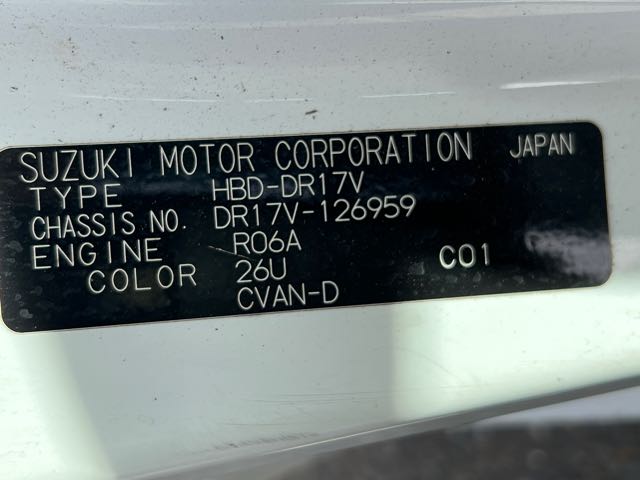 SUZUKI MOTOR CORPORATION JAPAN
TYPE HBD-DR17V
CHASSIS NO. DR17V-126959
ENGINE R06A
COLOR 26U C01
CVAN-D